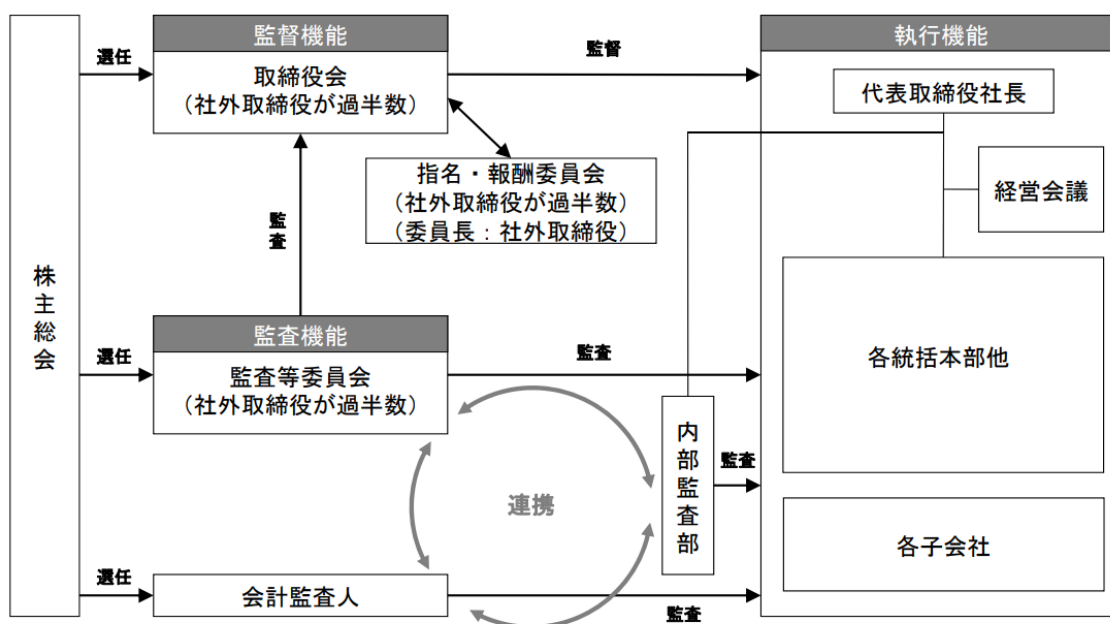 株主総会
選任
監督機能
取締役会
（社外取締役が過半数）
監督
執行機能
代表取締役社長
指名・報酬委員会
（社外取締役が過半数）
（委員長：社外取締役）
経営会議
監査
選任
監査機能
監査等委員会
（社外取締役が過半数）
監査
各統括本部他
内部監査部
監査
連携
各子会社
選任
会計監査人
監査